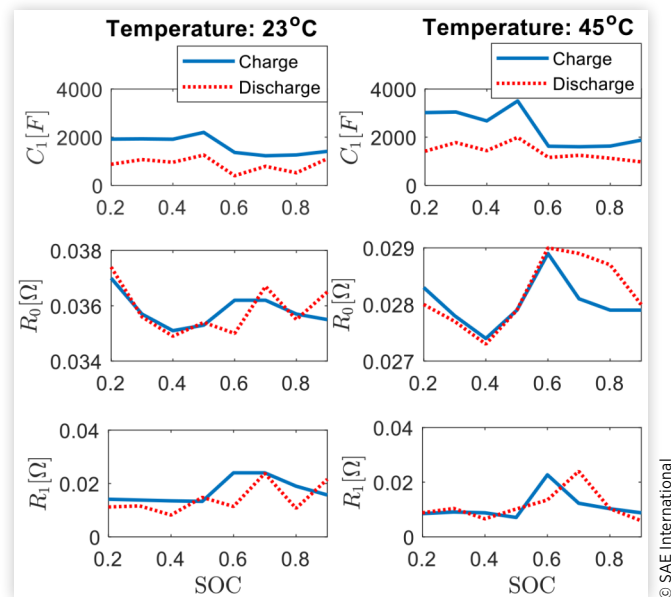 Temperature: 23°C
Charge
Discharge
C₁[F]
4000
2000
0
0.2 0.4 0.6 0.8
R₀[Ω]
0.038
0.036
0.034
0.2 0.4 0.6 0.8
R₁[Ω]
0.04
0.02
0
0.2 0.4 0.6 0.8
SOC
Temperature: 45°C
Charge
Discharge
C₁[F]
4000
2000
0
0.2 0.4 0.6 0.8
R₀[Ω]
0.029
0.028
0.027
0.2 0.4 0.6 0.8
R₁[Ω]
0.04
0.02
0
0.2 0.4 0.6 0.8
SOC
© SAE International